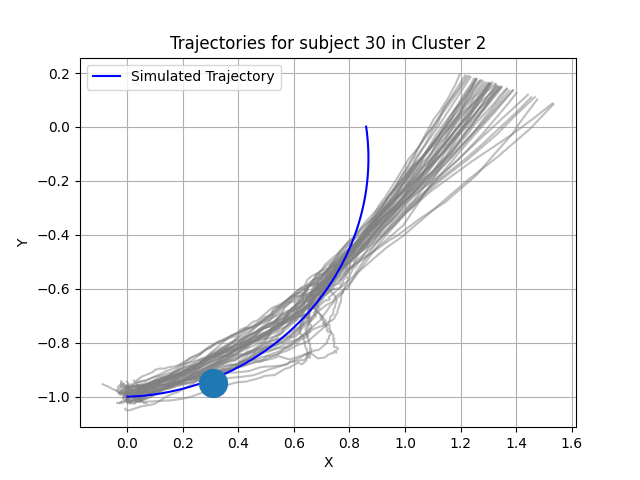 Trajectories for subject 30 in Cluster 2
Simulated Trajectory
0.2
0.0
−0.2
−0.4
−0.6
−0.8
−1.0
Y
0.0 0.2 0.4 0.6 0.8 1.0 1.2 1.4 1.6
X